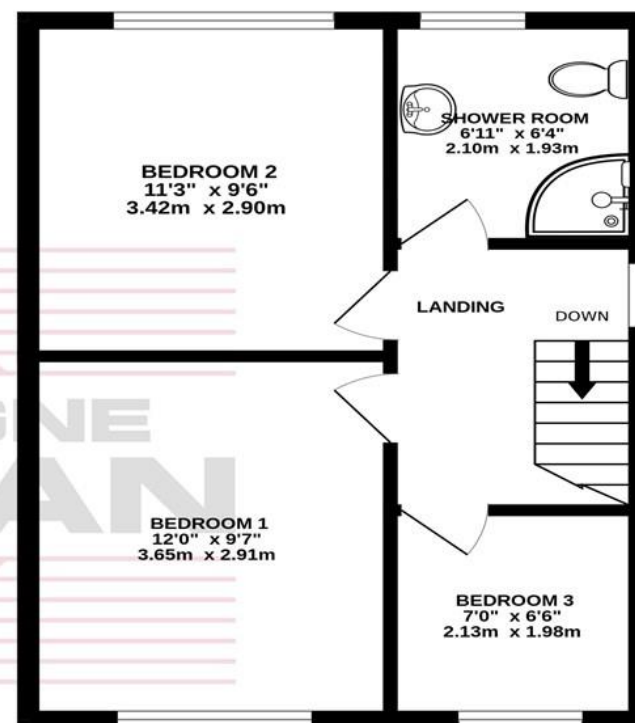 SHOWER ROOM
6'11" x 6'4"
2.10m x 1.93m
BEDROOM 2
11'3" x 9'6"
3.42m x 2.90m
LANDING
DOWN
BEDROOM 1
12'0" x 9'7"
3.65m x 2.91m
BEDROOM 3
7'0" x 6'6"
2.13m x 1.98m